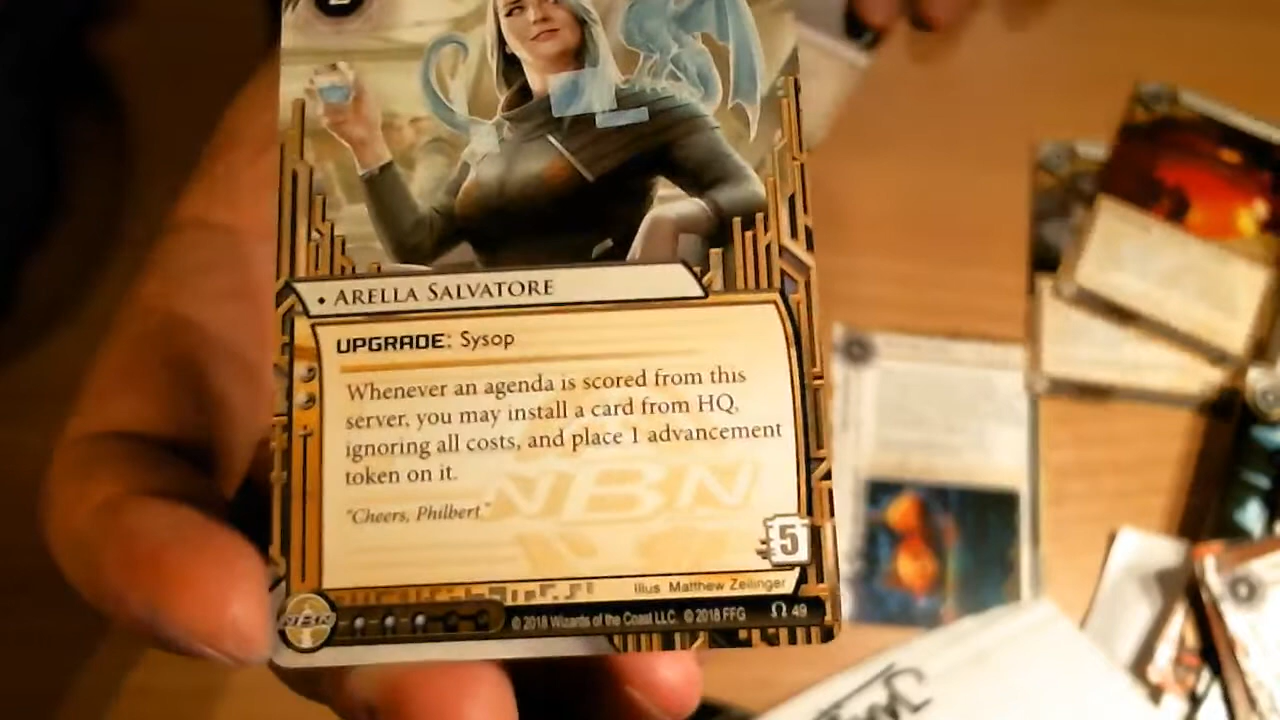 • ARELLA SALVATORE
UPGRADE: Sysop
Whenever an agenda is scored from this
server, you may install a card from HQ,
ignoring all costs, and place 1 advancement
token on it.
"Cheers, Philbert."
NBN
5
Illus Matthew Zeilinger
NBN
© 2018 Wizards of the Coast LLC. © 2018 FFG
Ω 49